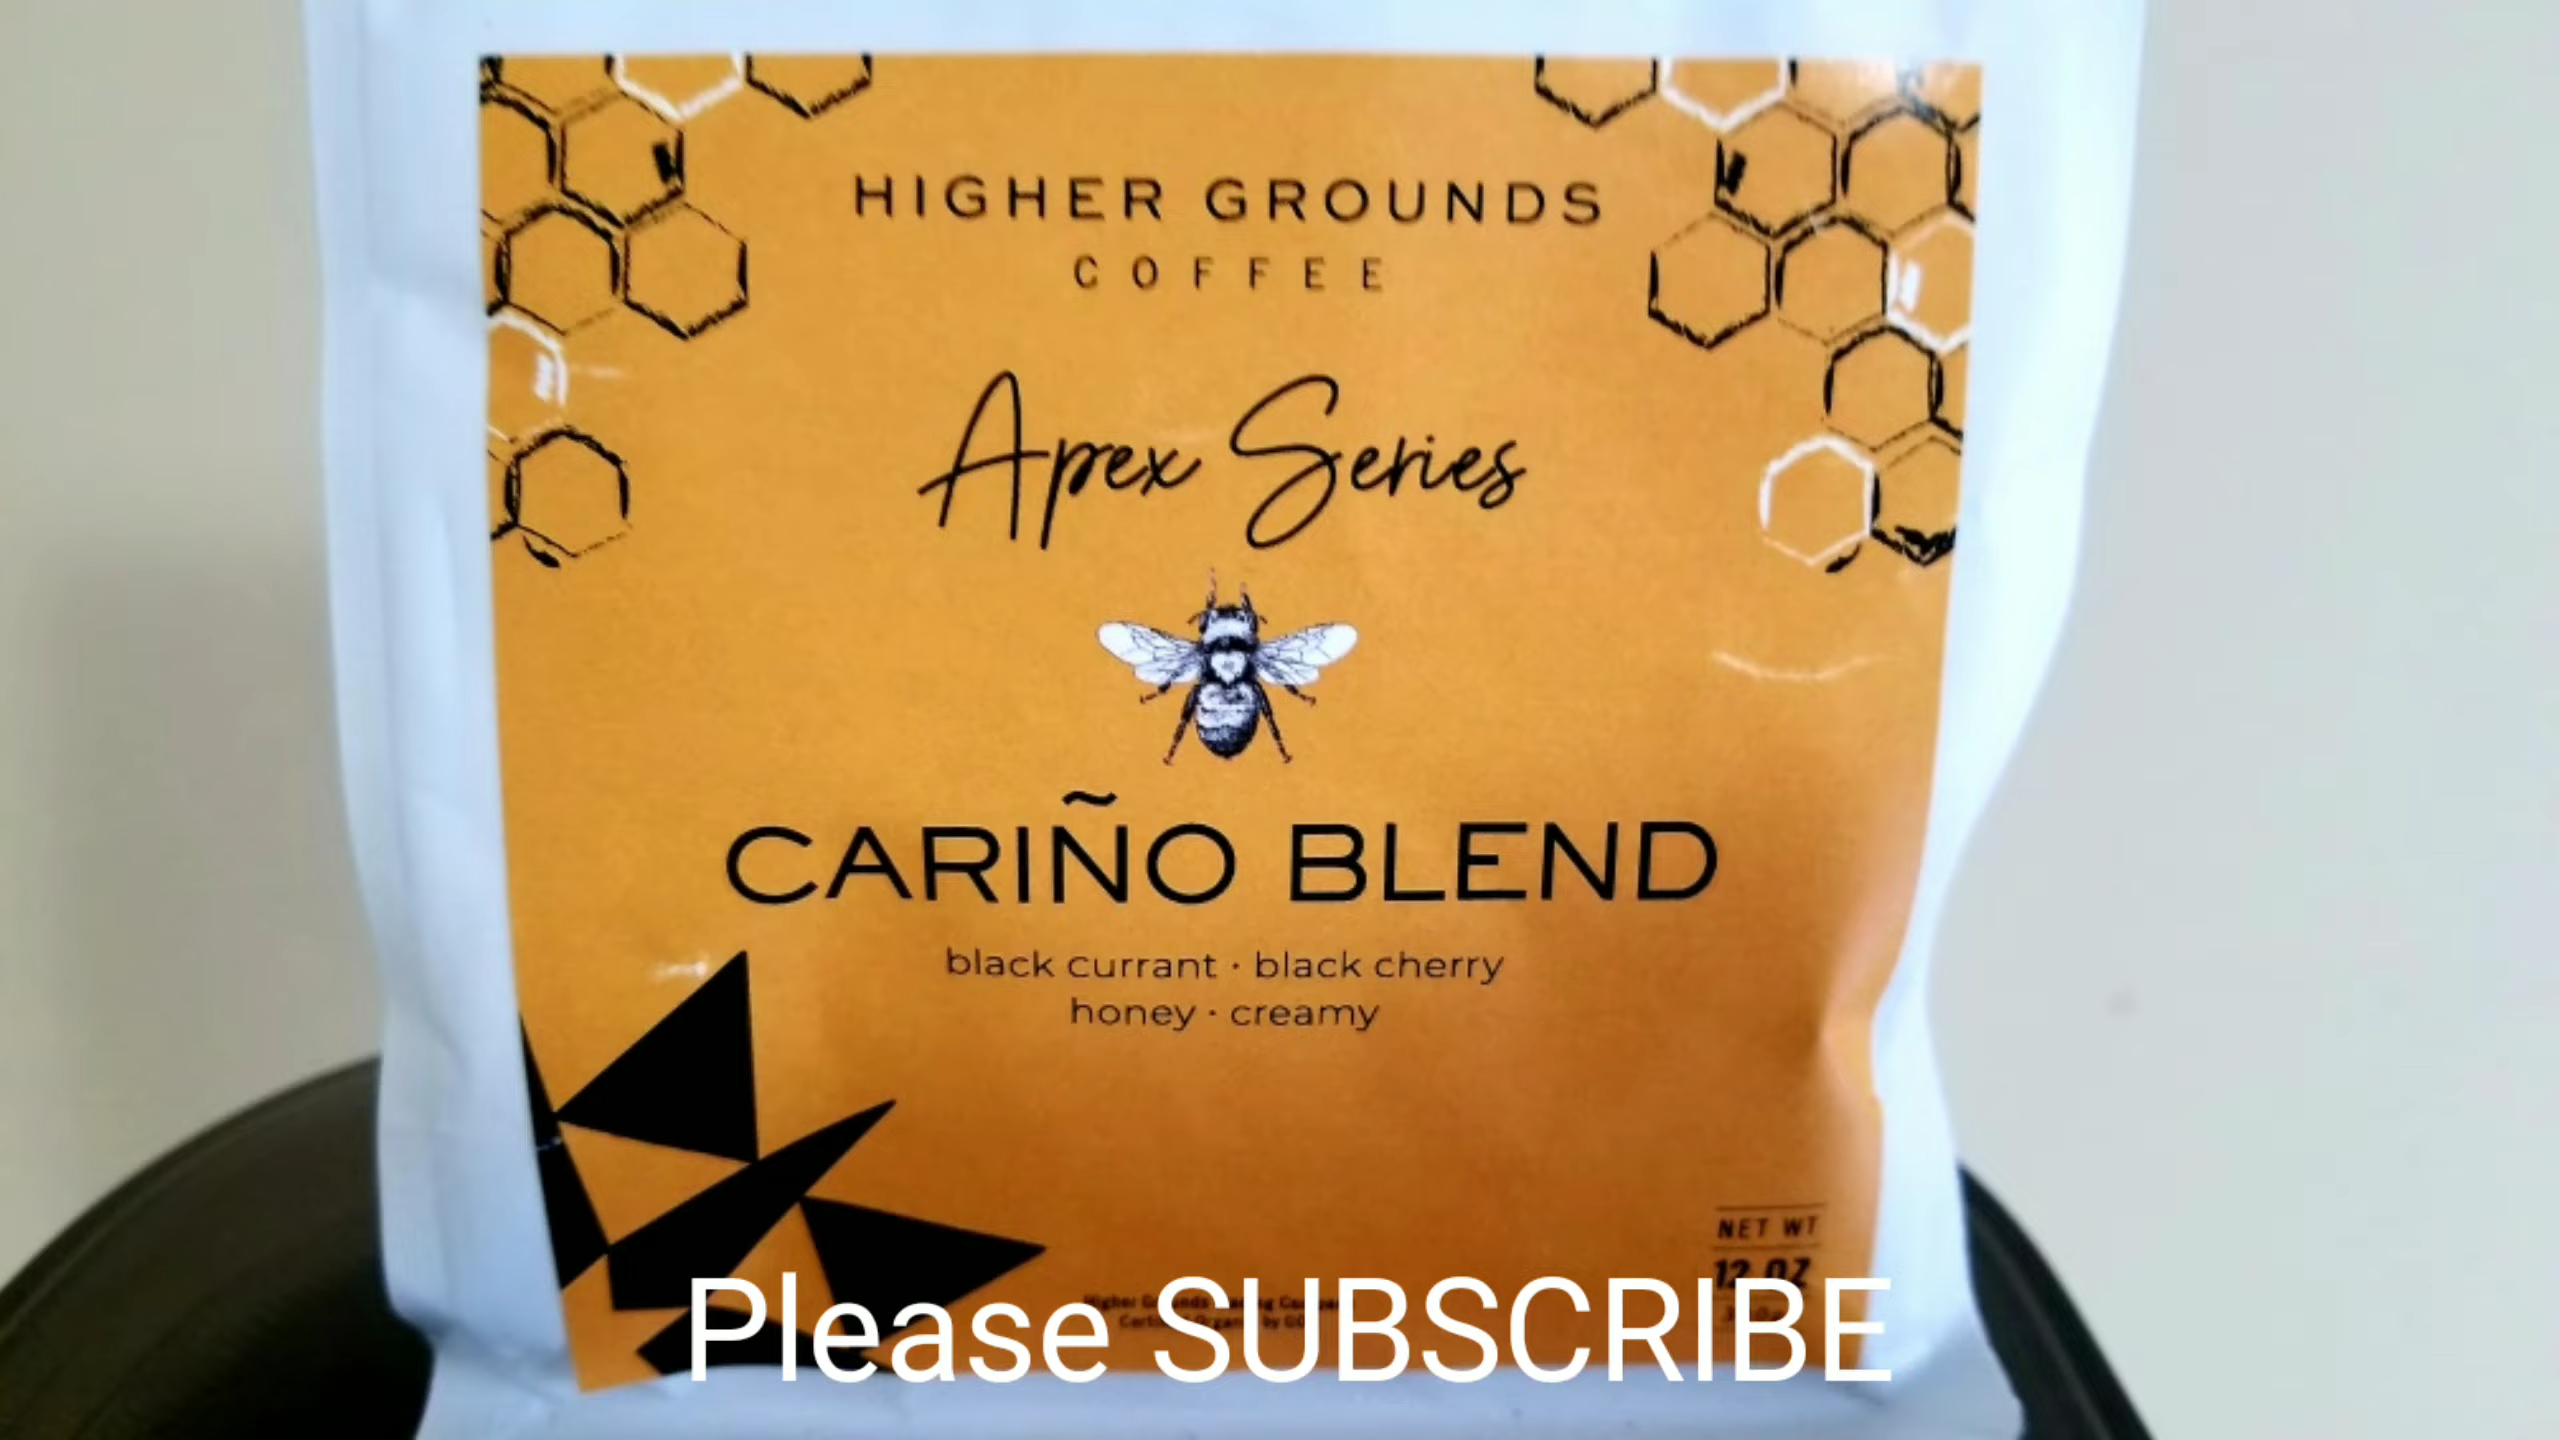 HIGHER GROUNDS
COFFEE
Apex Series
CARIÑO BLEND
black currant · black cherry
honey · creamy
NET WT
12 OZ
Please SUBSCRIBE